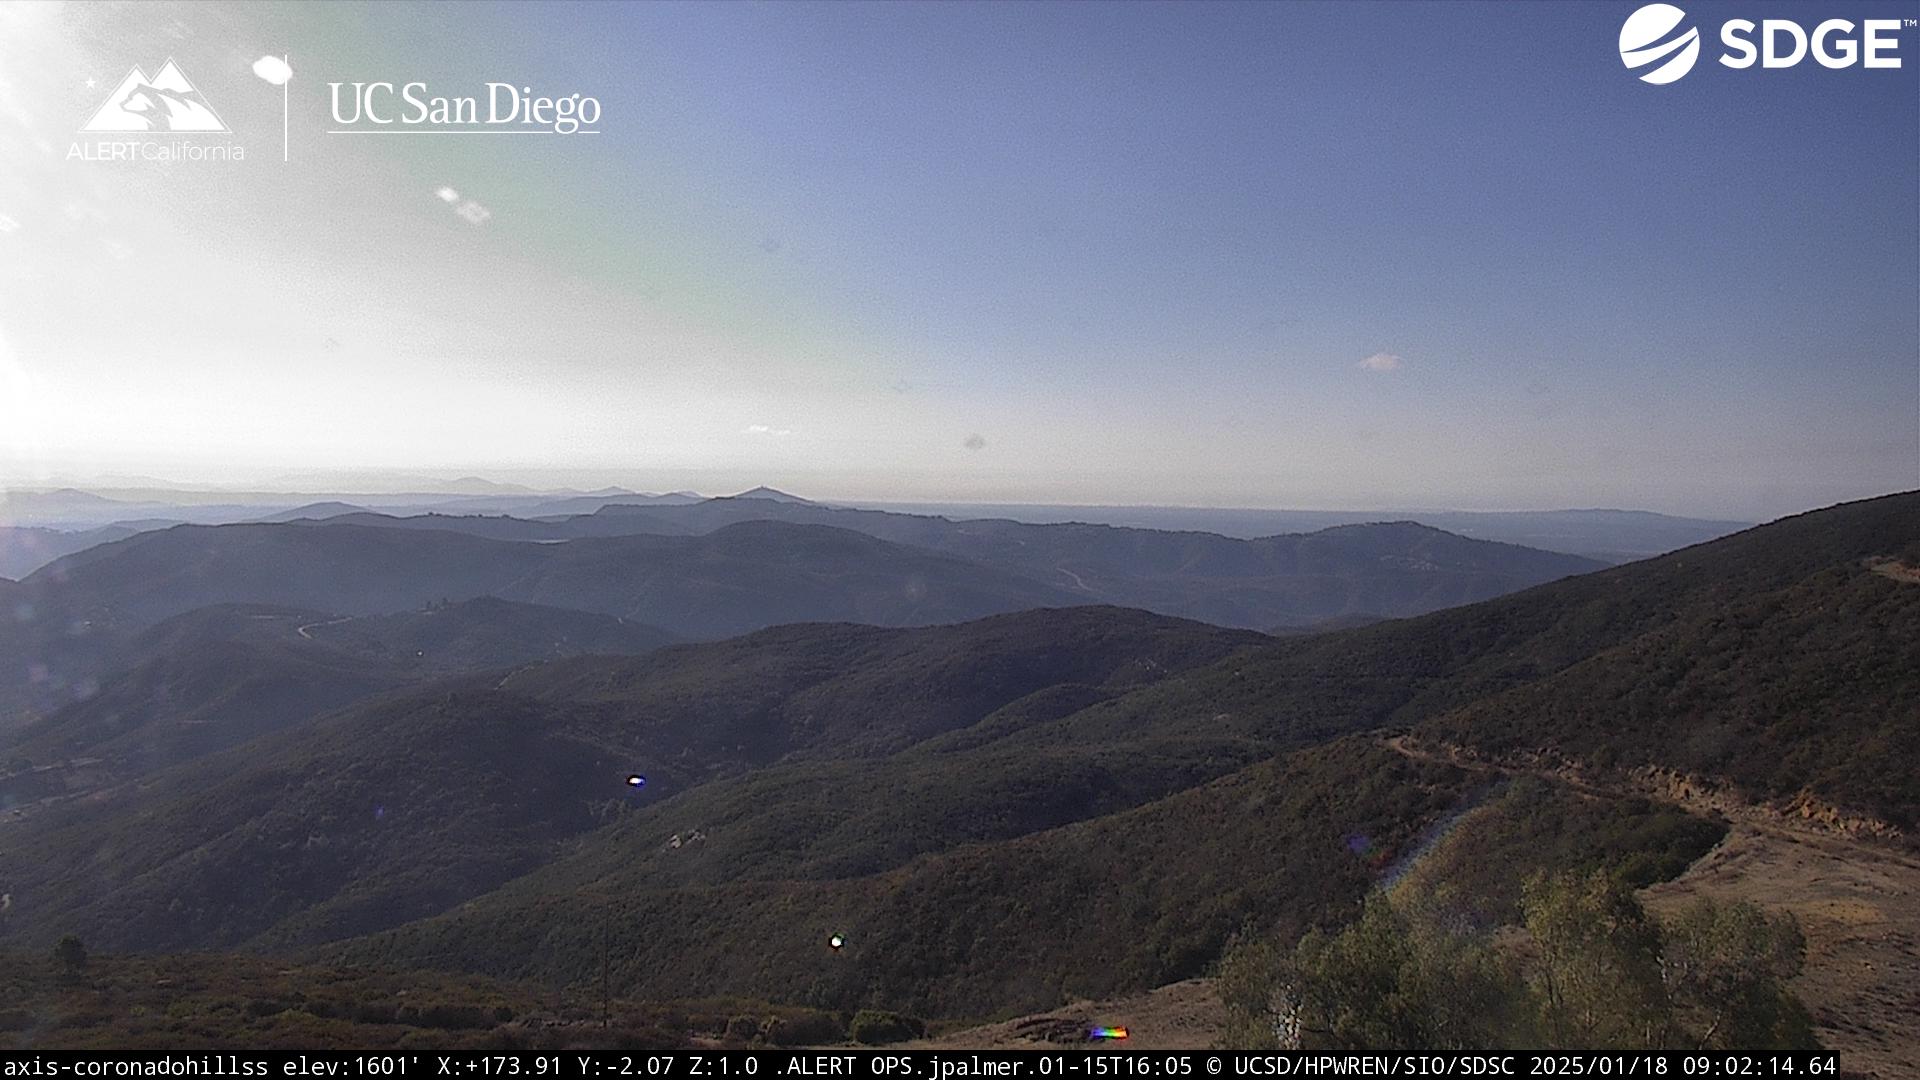 ALERTCalifornia
UC San Diego
SDGE™
axis-coronadohillss elev:1601' X:+173.91 Y:-2.07 Z:1.0 .ALERT OPS.jpalmer.01-15T16:05 © UCSD/HPWREN/SIO/SDSC 2025/01/18 09:02:14.64